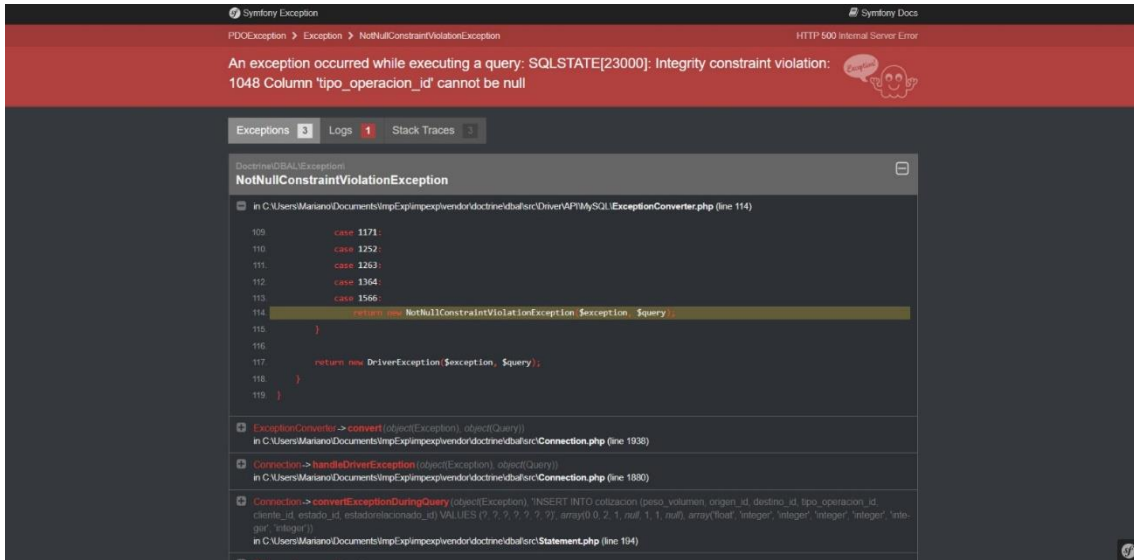 Symfony Exception
Symfony Docs
PDOException > Exception > NotNullConstraintViolationException
HTTP 500 Internal Server Error
An exception occurred while executing a query: SQLSTATE[23000]: Integrity constraint violation:
1048 Column 'tipo_operacion_id' cannot be null
Exception!
Exceptions 3
Logs 1
Stack Traces 3
Doctrine\DBAL\Exception\
NotNullConstraintViolationException
in C:\Users\Mariano\Documents\ImpExp\impexp\vendor\doctrine\dbal\src\Driver\API\MySQL\ExceptionConverter.php (line 114)
109. case 1171:
110. case 1252:
111. case 1263:
112. case 1364:
113. case 1566:
114. return new NotNullConstraintViolationException($exception, $query);
115. }
116.
117. return new DriverException($exception, $query);
118. }
119. }
ExceptionConverter->convert(object(Exception), object(Query))
in C:\Users\Mariano\Documents\ImpExp\impexp\vendor\doctrine\dbal\src\Connection.php (line 1938)
Connection->handleDriverException(object(Exception), object(Query))
in C:\Users\Mariano\Documents\ImpExp\impexp\vendor\doctrine\dbal\src\Connection.php (line 1880)
Connection->convertExceptionDuringQuery(object(Exception), 'INSERT INTO cotizacion (peso_volumen, origen_id, destino_id, tipo_operacion_id,
cliente_id, estado_id, estadorelacionado_id) VALUES (?, ?, ?, ?, ?, ?, ?)', array(0.0, 2, 1, null, 1, 1, null), array('float', 'integer', 'integer', 'integer', 'integer', 'inte-
ger', 'integer'))
in C:\Users\Mariano\Documents\ImpExp\impexp\vendor\doctrine\dbal\src\Statement.php (line 194)